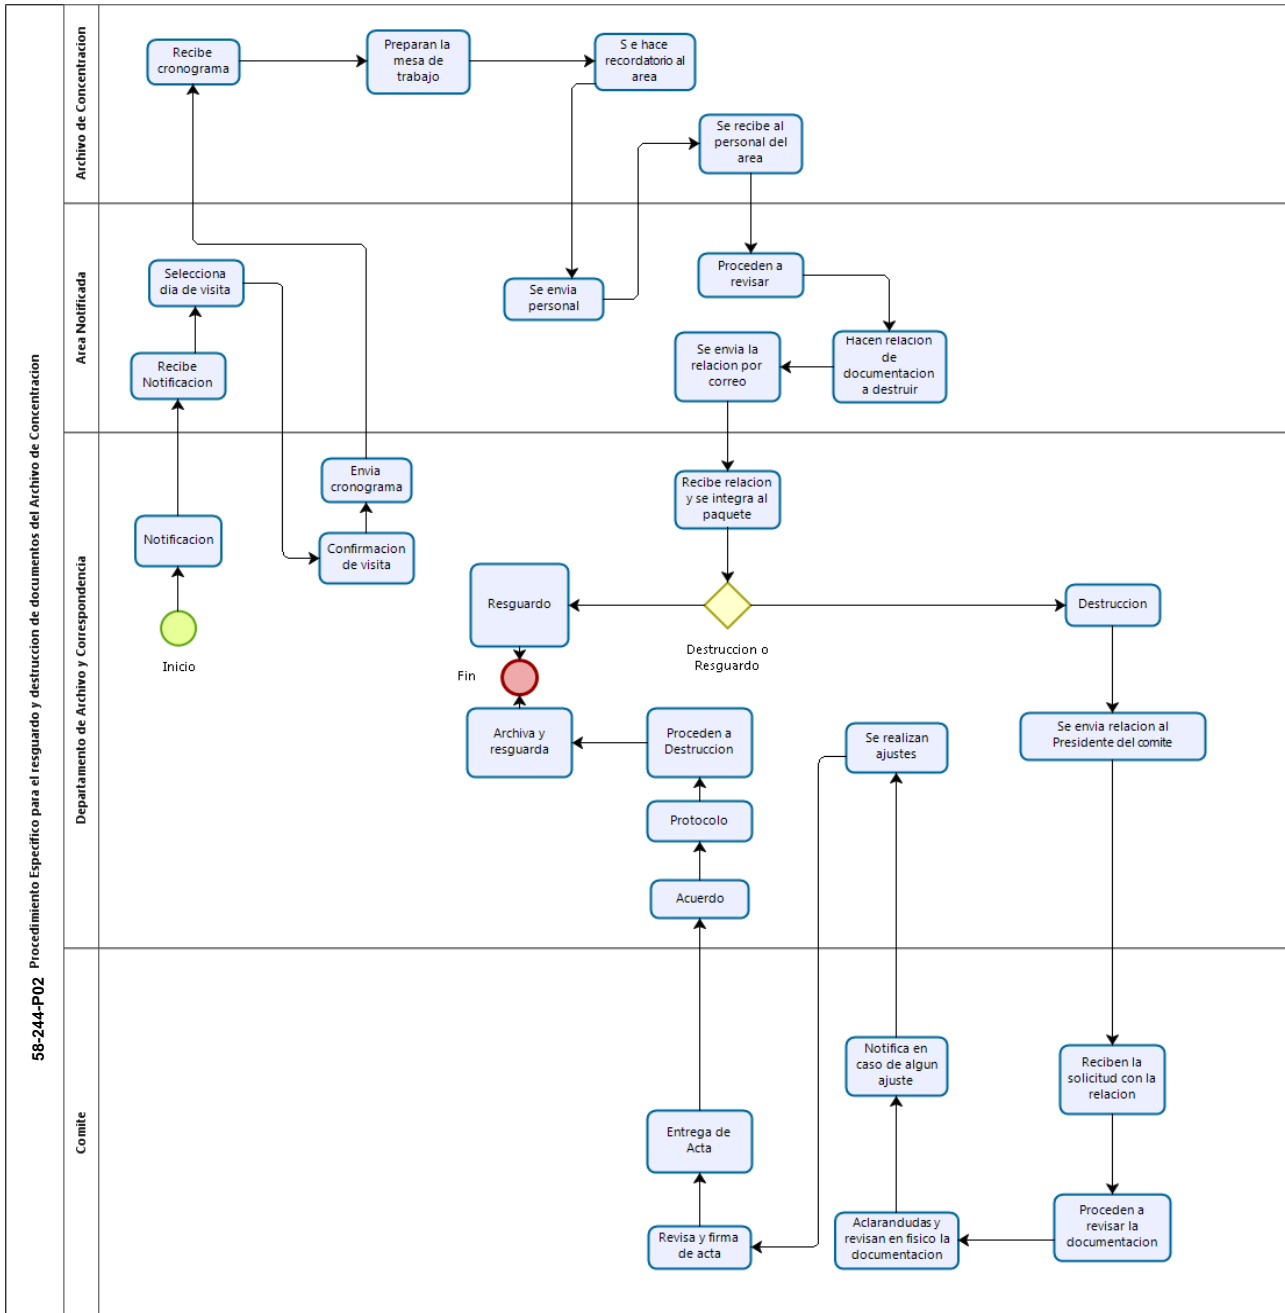 58-244-P02 Procedimiento Especifico para el resguardo y destruccion de documentos del Archivo de Concentracion
Archivo de Concentracion
Recibe
cronograma
Preparan la
mesa de
trabajo
S e hace
recordatorio al
area
Se recibe al
personal del
area
Area Notificada
Selecciona
dia de visita
Recibe
Notificacion
Se envia
personal
Proceden a
revisar
Hacen relacion
de
documentacion
a destruir
Se envia la
relacion por
correo
Departamento de Archivo y Correspondencia
Envia
cronograma
Notificacion
Confirmacion
de visita
Inicio
Recibe relacion
y se integra al
paquete
Resguardo
Destruccion o
Resguardo
Destruccion
Fin
Archiva y
resguarda
Proceden a
Destruccion
Se realizan
ajustes
Se envia relacion al
Presidente del comite
Protocolo
Acuerdo
Comite
Notifica en
caso de algun
ajuste
Reciben la
solicitud con la
relacion
Entrega de
Acta
Revisa y firma
de acta
Aclaran dudas y
revisan en fisico la
documentacion
Proceden a
revisar la
documentacion